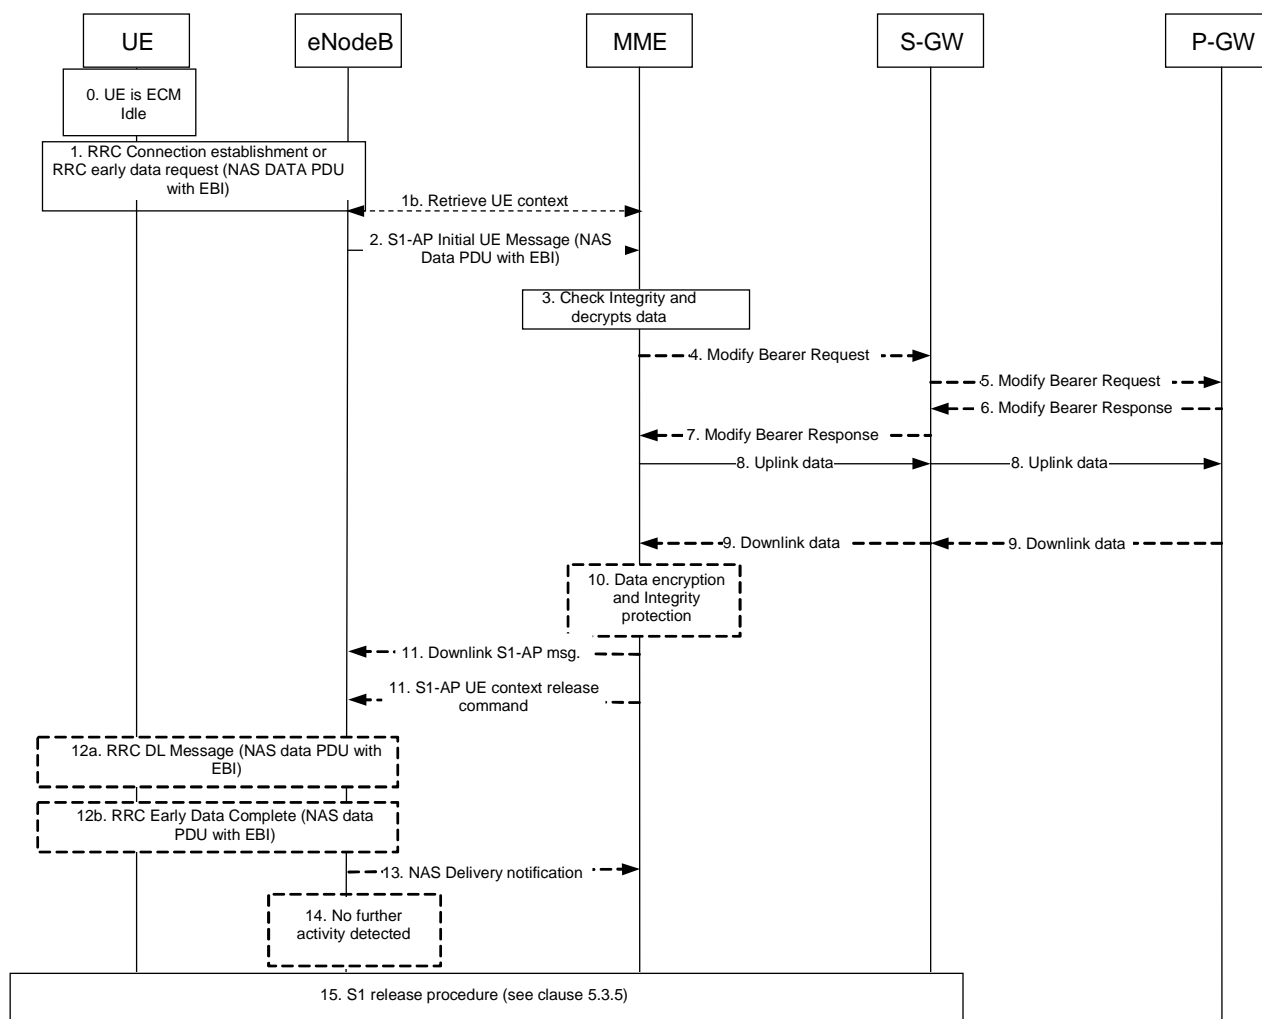 UE
eNodeB
MME
S-GW
P-GW
0. UE is ECM
Idle
1. RRC Connection establishment or
RRC early data request (NAS DATA PDU
with EBI)
1b. Retrieve UE context
2. S1-AP Initial UE Message (NAS
Data PDU with EBI)
3. Check Integrity and
decrypts data
4. Modify Bearer Request
5. Modify Bearer Request
6. Modify Bearer Response
7. Modify Bearer Response
8. Uplink data
8. Uplink data
9. Downlink data
9. Downlink data
10. Data encryption
and Integrity
protection
11. Downlink S1-AP msg.
11. S1-AP UE context release
command
12a. RRC DL Message (NAS data PDU with
EBI)
12b. RRC Early Data Complete (NAS data
PDU with EBI)
13. NAS Delivery notification
14. No further
activity detected
15. S1 release procedure (see clause 5.3.5)